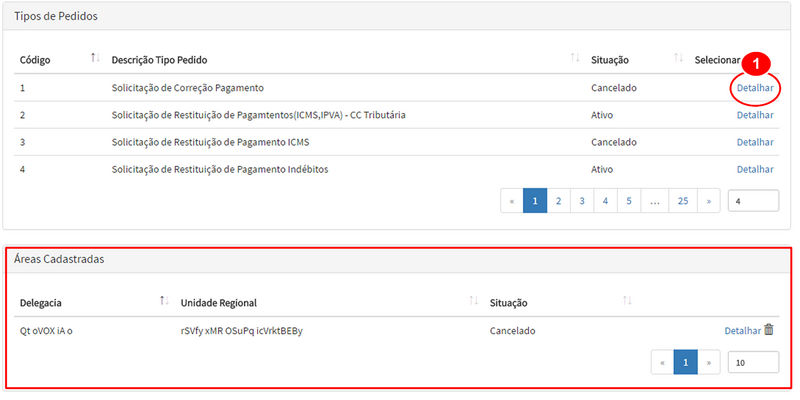 Tipos de Pedidos
Código Descrição Tipo Pedido Situação Selecionar
1
1 Solicitação de Correção Pagamento Cancelado Detalhar
2 Solicitação de Restituição de Pagamtentos(ICMS,IPVA) - CC Tributária Ativo Detalhar
3 Solicitação de Restituição de Pagamento ICMS Cancelado Detalhar
4 Solicitação de Restituição de Pagamento Indébitos Ativo Detalhar
« 1 2 3 4 5 ... 25 » 4
Áreas Cadastradas
Delegacia Unidade Regional Situação
Qt oVOX iA o rSVfy xMR OSuPq icVrktBEBy Cancelado Detalhar
« 1 » 10